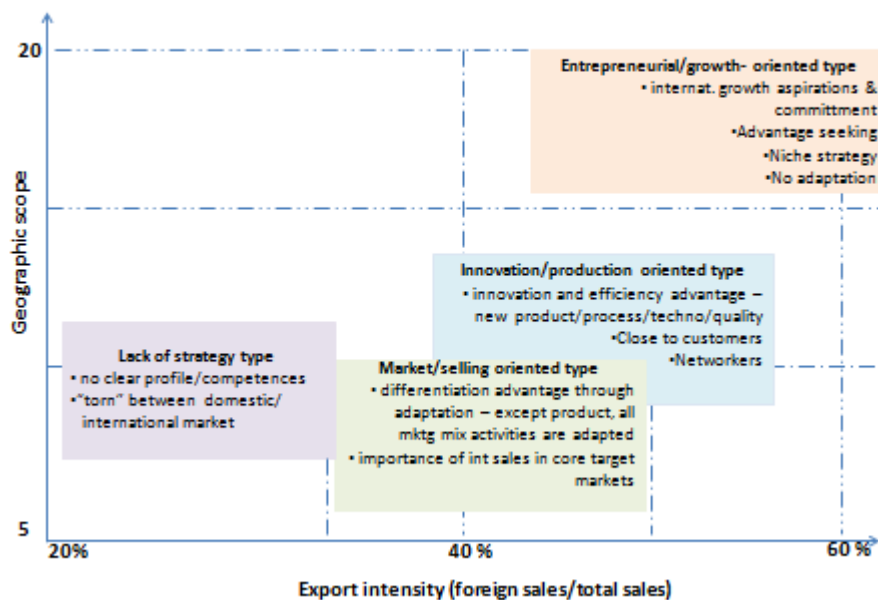 20
Entrepreneurial/growth- oriented type
•internat. growth aspirations &
committment
•Advantage seeking
•Niche strategy
•No adaptation
Geographic scope
Innovation/production oriented type
• innovation and efficiency advantage –
new product/process/techno/quality
•Close to customers
•Networkers
Lack of strategy type
• no clear profile/competences
• "torn" between domestic/
international market
Market/selling oriented type
• differentiation advantage through
adaptation – except product, all
mktg mix activities are adapted
• importance of int sales in core target
markets
5
20%
40 %
60 %
Export intensity (foreign sales/total sales)